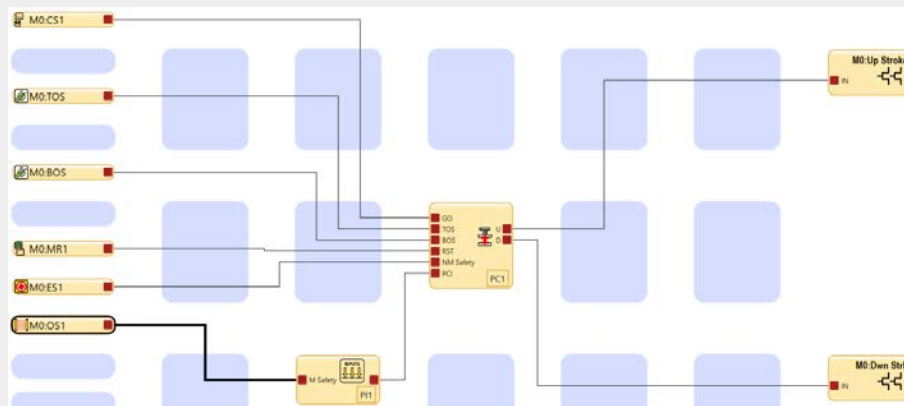 M0:CS1
M0:Up Stroke
IN
M0:TOS
M0:BOS
GO
TOS
BOS
RST
NM Safety
PCI
U
D
PC1
M0:MR1
M0:ES1
M0:OS1
M Safety
INPUTS
PI1
M0:Dwn Str
IN